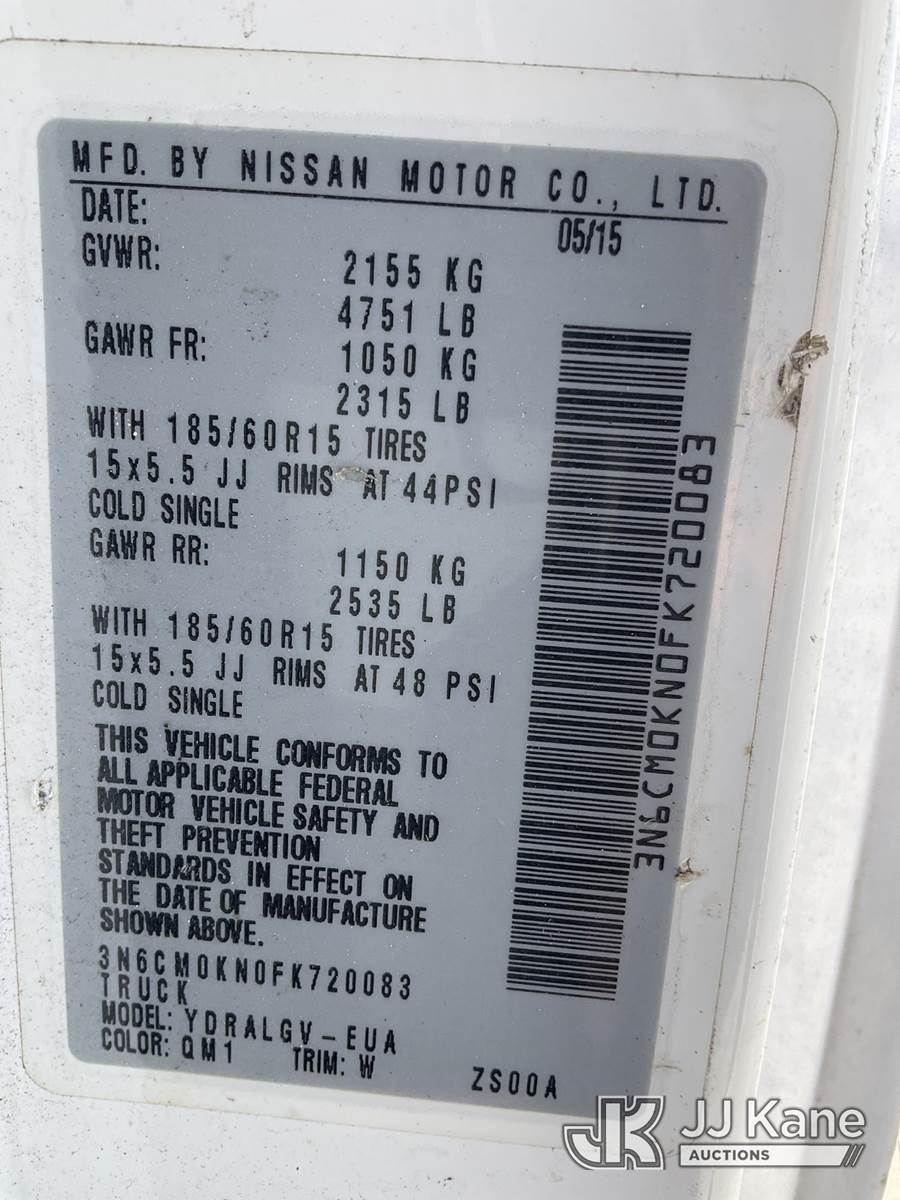 MFD. BY NISSAN MOTOR CO., LTD.
DATE: 05/15
GVWR: 2155 KG
4751 LB
GAWR FR: 1050 KG
2315 LB
WITH 185/60R15 TIRES
15x5.5 JJ RIMS AT 44PSI
COLD SINGLE
GAWR RR: 1150 KG
2535 LB
WITH 185/60R15 TIRES
15x5.5 JJ RIMS AT 48 PSI
COLD SINGLE
THIS VEHICLE CONFORMS TO
ALL APPLICABLE FEDERAL
MOTOR VEHICLE SAFETY AND
THEFT PREVENTION
STANDARDS IN EFFECT ON
THE DATE OF MANUFACTURE
SHOWN ABOVE.
3N6CM0KN0FK720083
TRUCK
MODEL: YDRALGV-EUA
COLOR: QM1 TRIM: W ZS00A
3N6CM0KN0FK720083
JK JJ Kane
AUCTIONS